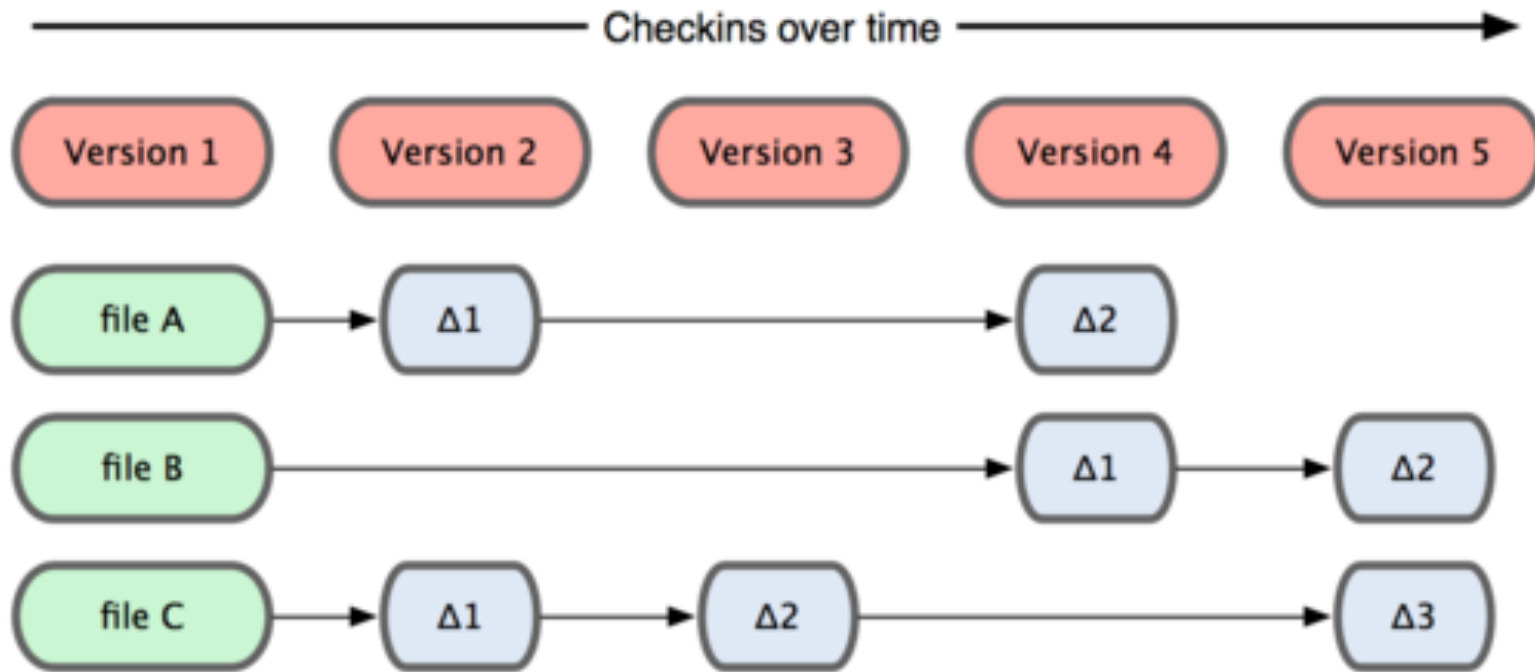 Checkins over time
Version 1 Version 2 Version 3 Version 4 Version 5
file A Δ1 Δ2
file B Δ1 Δ2
file C Δ1 Δ2 Δ3